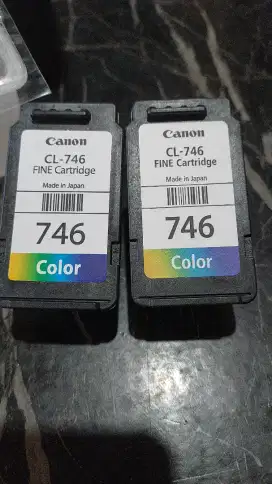 Canon
CL-746
FINE Cartridge
Made in Japan
746
Color
Canon
CL-746
FINE Cartridge
Made in Japan
746
Color